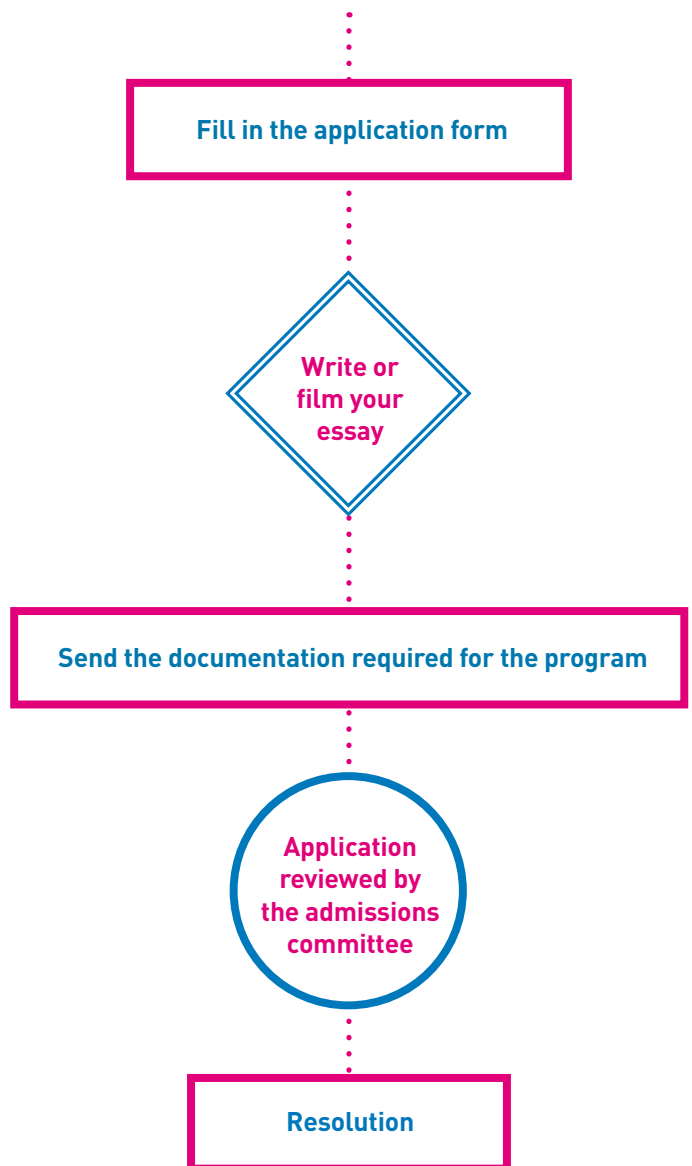 Fill in the application form
Write or
film your
essay
Send the documentation required for the program
Application
reviewed by
the admissions
committee
Resolution